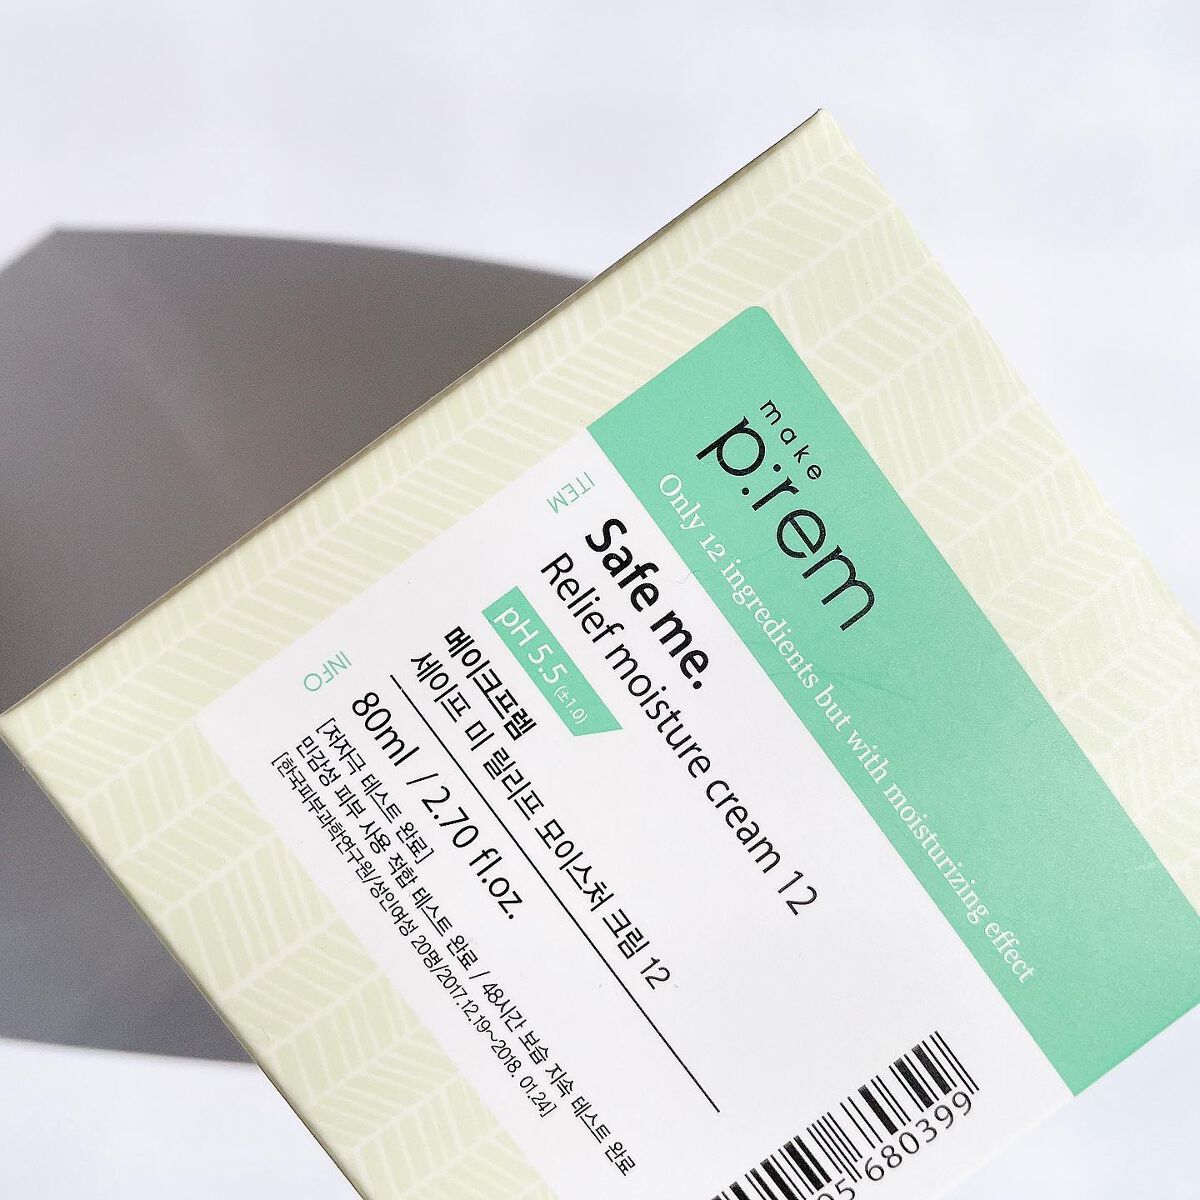 make
p:rem
Only 12 ingredients but with moisturizing effect
ITEM
Safe me.
Relief moisture cream 12
pH 5.5 (±1.0)
메이크프렘
세이프 미 릴리프 모이스처 크림 12
INFO
80ml / 2.70 fl.oz.
[저자극 테스트 완료]
민감성 피부 사용 적합 테스트 완료 / 48시간 보습 지속 테스트 완료
[한국피부과학연구원/성인여성 20명/2017.12.19~2018. 01.24]
5 680399